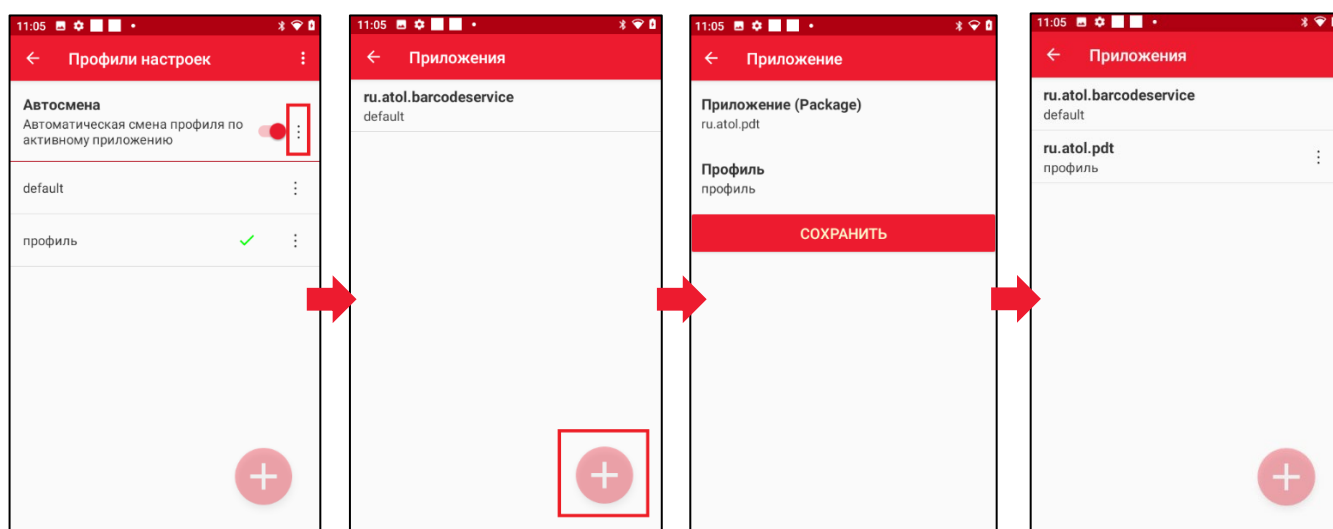 11:05
Профили настроек
Автосмена
Автоматическая смена профиля по
активному приложению
default
профиль
11:05
Приложения
ru.atol.barcodeservice
default
11:05
Приложение
Приложение (Package)
ru.atol.pdt
Профиль
профиль
СОХРАНИТЬ
11:05
Приложения
ru.atol.barcodeservice
default
ru.atol.pdt
профиль